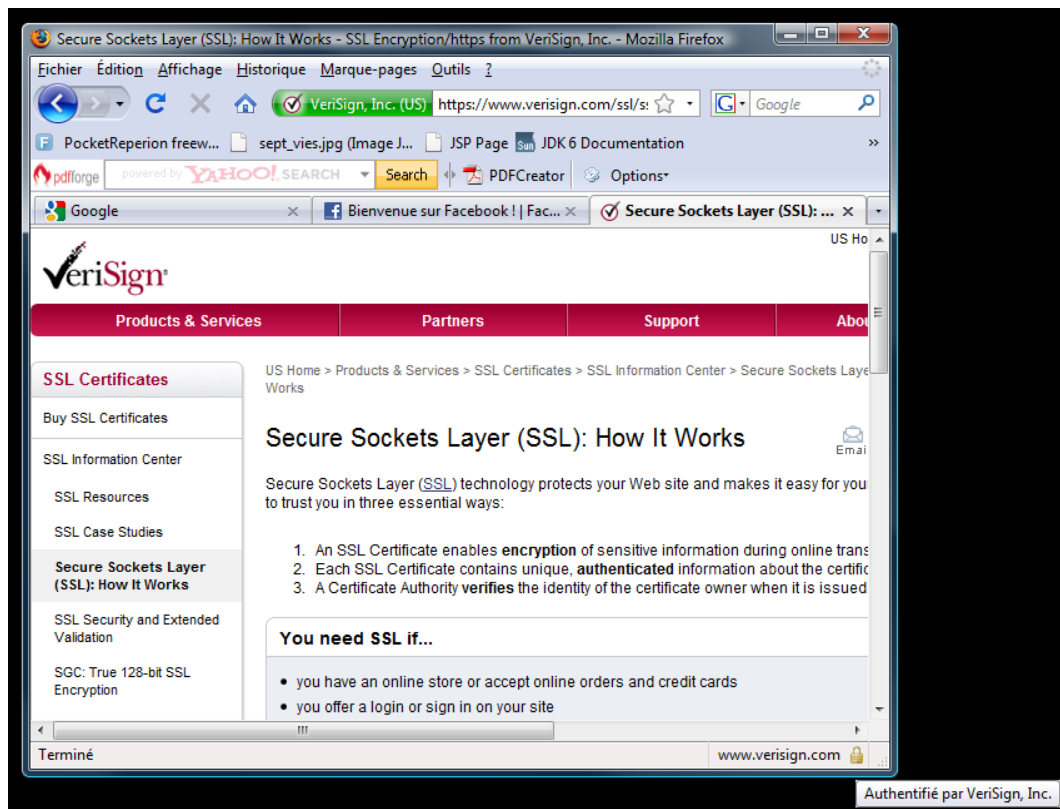 Secure Sockets Layer (SSL): How It Works - SSL Encryption/https from VeriSign, Inc. - Mozilla Firefox
Fichier Édition Affichage Historique Marque-pages Outils ?
VeriSign, Inc. (US) https://www.verisign.com/ssl/s: G Google
PocketReperion freew... sept_vies.jpg (Image J... JSP Page Sun JDK 6 Documentation »
pdfforge powered by YAHOO! SEARCH Search PDFCreator Options
Google Bienvenue sur Facebook ! | Fac... Secure Sockets Layer (SSL): ...
US Ho
VeriSign
Products & Services Partners Support Abou
SSL Certificates
Buy SSL Certificates
SSL Information Center
SSL Resources
SSL Case Studies
Secure Sockets Layer
(SSL): How It Works
SSL Security and Extended
Validation
SGC: True 128-bit SSL
Encryption
US Home > Products & Services > SSL Certificates > SSL Information Center > Secure Sockets Laye
Works
Secure Sockets Layer (SSL): How It Works
Emai
Secure Sockets Layer (SSL) technology protects your Web site and makes it easy for your
to trust you in three essential ways:
1. An SSL Certificate enables encryption of sensitive information during online trans
2. Each SSL Certificate contains unique, authenticated information about the certific
3. A Certificate Authority verifies the identity of the certificate owner when it is issued
You need SSL if...
• you have an online store or accept online orders and credit cards
• you offer a login or sign in on your site
Terminé www.verisign.com
Authentifié par VeriSign, Inc.